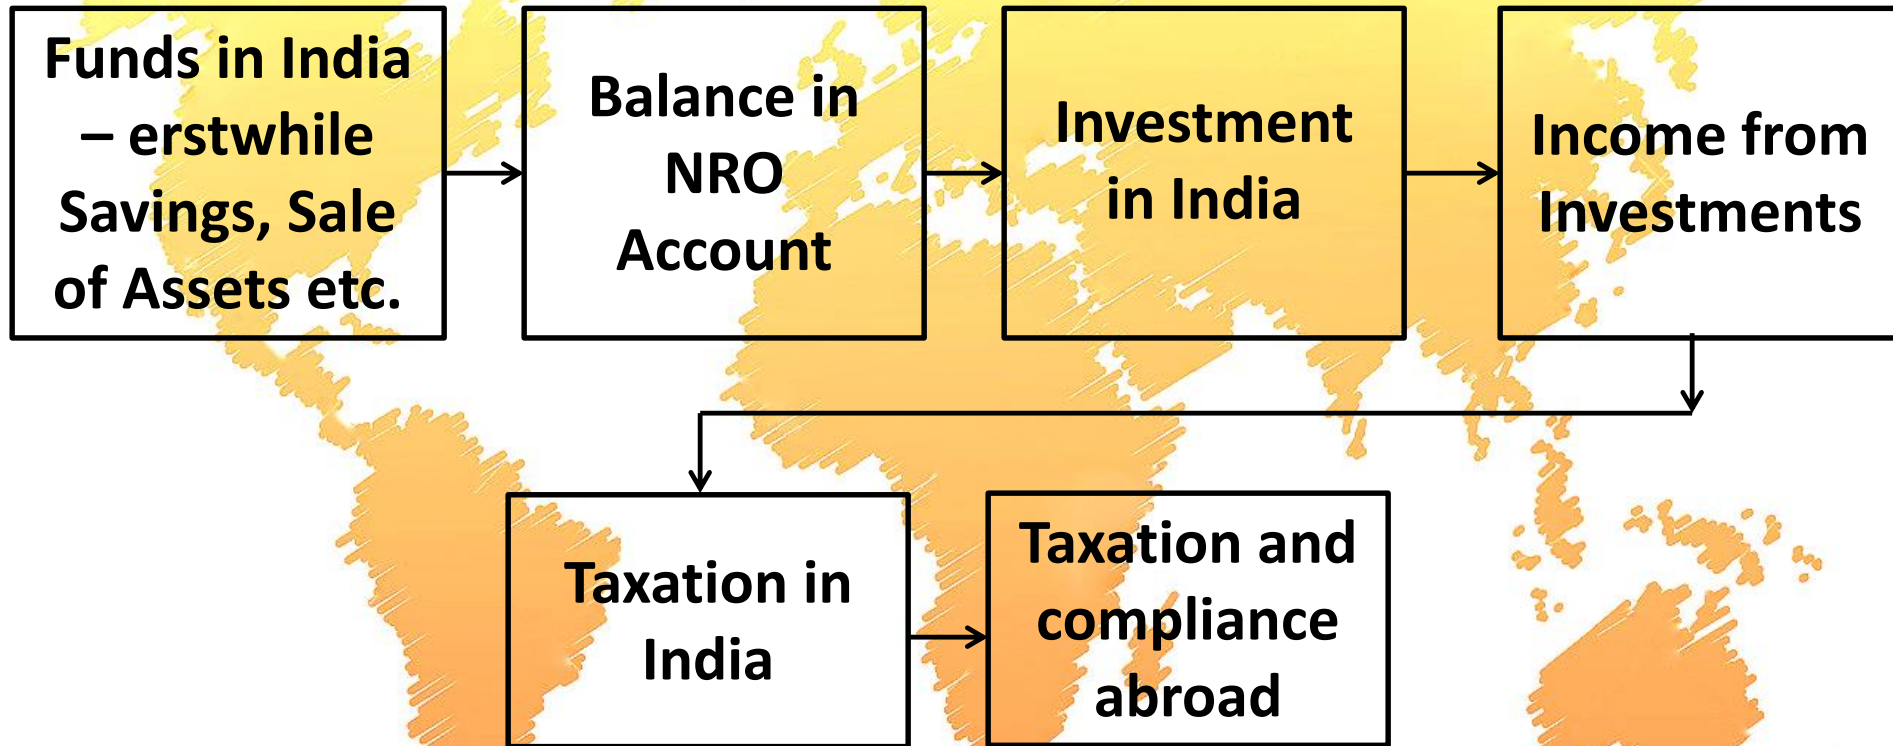 Funds in India
– erstwhile
Savings, Sale
of Assets etc.
Balance in
NRO
Account
Investment
in India
Income from
Investments
Taxation in
India
Taxation and
compliance
abroad